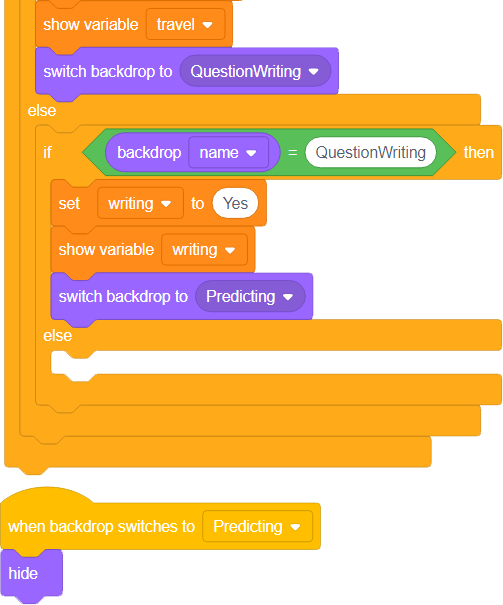 show variable travel
switch backdrop to QuestionWriting
else
if backdrop name = QuestionWriting then
set writing to Yes
show variable writing
switch backdrop to Predicting
else
when backdrop switches to Predicting
hide